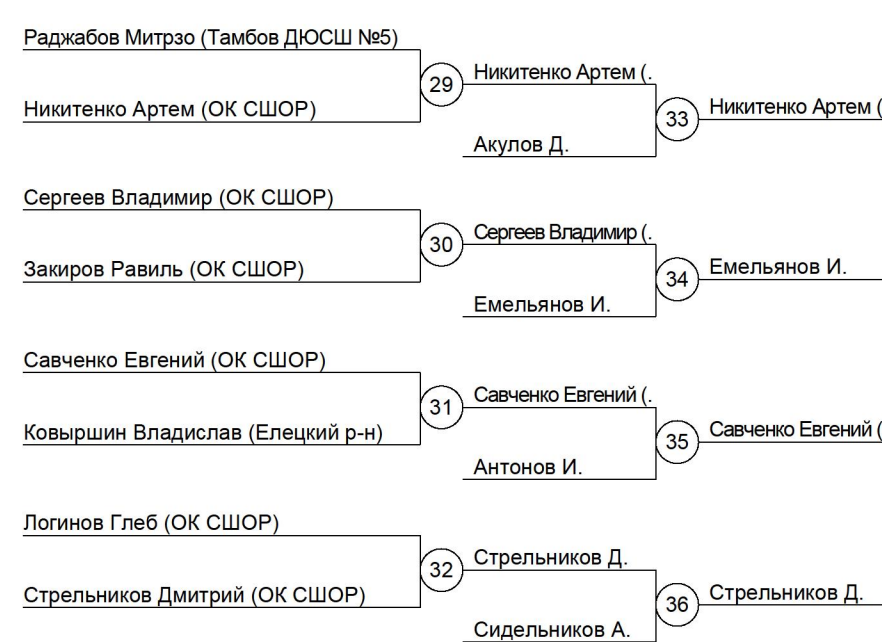 Раджабов Митрзо (Тамбов ДЮСШ №5)
29
Никитенко Артем (.
Никитенко Артем (ОК СШОР)
33
Никитенко Артем (
Акулов Д.
Сергеев Владимир (ОК СШОР)
30
Сергеев Владимир (.
Закиров Равиль (ОК СШОР)
34
Емельянов И.
Емельянов И.
Савченко Евгений (ОК СШОР)
31
Савченко Евгений (.
Ковыршин Владислав (Елецкий р-н)
35
Савченко Евгений (
Антонов И.
Логинов Глеб (ОК СШОР)
32
Стрельников Д.
Стрельников Дмитрий (ОК СШОР)
36
Стрельников Д.
Сидельников А.